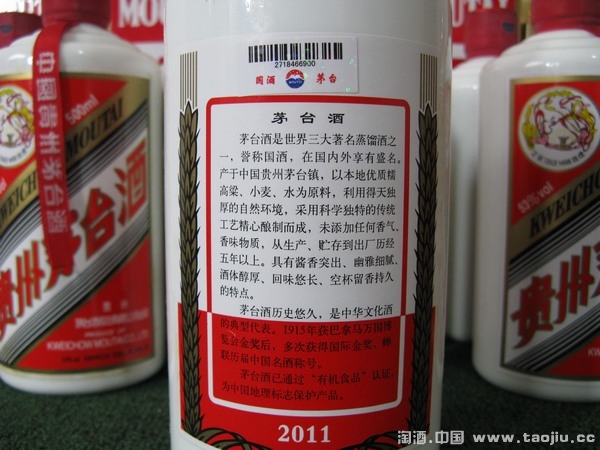 MOUTAI
2718466900
国酒 茅台
茅台酒
茅台酒是世界三大著名蒸馏酒之
一，誉称国酒，在国内外享有盛名。
产于中国贵州茅台镇，以本地优质糯
高粱、小麦、水为原料，利用得天独
厚的自然环境，采用科学独特的传统
工艺精心酿制而成，未添加任何香气、
香味物质，从生产、贮存到出厂历经
五年以上。具有酱香突出、幽雅细腻、
酒体醇厚、回味悠长、空杯留香持久
的特点。
茅台酒历史悠久，是中华文化酒
的典型代表。1915年获巴拿马万国博
览会金奖后，多次获得国际金奖、蝉
联历届中国名酒称号。
茅台酒已通过“有机食品”认证，
为中国地理标志保护产品。
2011
中国贵州茅台酒
500ml
KWEICHOW MOUTAI
贵州茅台酒
53%vol
KWEICHOW
贵州茅
淘酒.中国 www.taojiu.cc